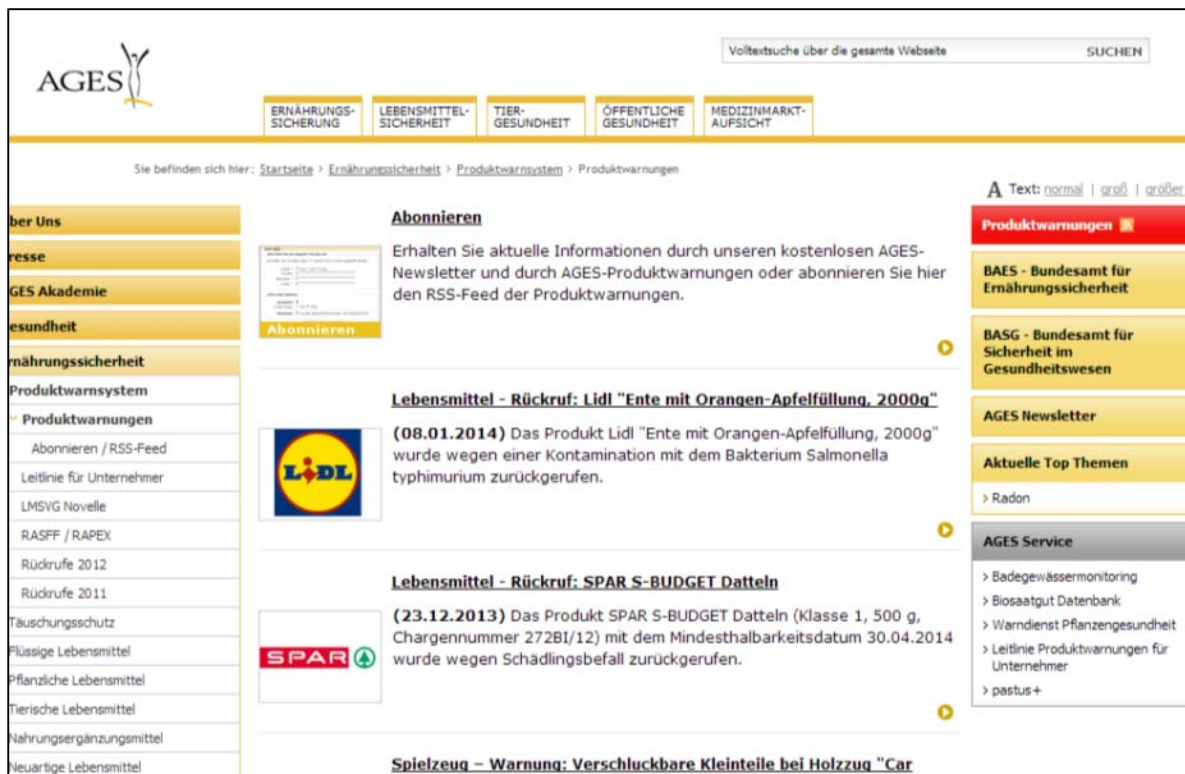 Volltextsuche über die gesamte Webseite SUCHEN
AGES
ERNÄHRUNGS-
SICHERUNG
LEBENSMITTEL-
SICHERHEIT
TIER-
GESUNDHEIT
ÖFFENTLICHE
GESUNDHEIT
MEDIZINMARKT-
AUFSICHT
Sie befinden sich hier: Startseite > Ernährungssicherheit > Produktwarnsystem > Produktwarnungen
A Text: normal | groß | größer
ber Uns
resse
GES Akademie
esundheit
rnährungssicherheit
Produktwarnsystem
Produktwarnungen
Abonnieren / RSS-Feed
Leitlinie für Unternehmer
LMSVG Novelle
RASFF / RAPEX
Rückrufe 2012
Rückrufe 2011
Täuschungsschutz
Flüssige Lebensmittel
Pflanzliche Lebensmittel
Tierische Lebensmittel
Nahrungsergänzungsmittel
Neuartige Lebensmittel
Abonnieren
Erhalten Sie aktuelle Informationen durch unseren kostenlosen AGES-
Newsletter und durch AGES-Produktwarnungen oder abonnieren Sie hier
den RSS-Feed der Produktwarnungen.
Abonnieren
Lebensmittel - Rückruf: Lidl "Ente mit Orangen-Apfelfüllung, 2000g"
(08.01.2014) Das Produkt Lidl "Ente mit Orangen-Apfelfüllung, 2000g"
wurde wegen einer Kontamination mit dem Bakterium Salmonella
typhimurium zurückgerufen.
LIDL
Lebensmittel - Rückruf: SPAR S-BUDGET Datteln
(23.12.2013) Das Produkt SPAR S-BUDGET Datteln (Klasse 1, 500 g,
Chargennummer 272BI/12) mit dem Mindesthalbarkeitsdatum 30.04.2014
wurde wegen Schädlingsbefall zurückgerufen.
SPAR
Spielzeug – Warnung: Verschluckbare Kleinteile bei Holzzug "Car
Produktwarnungen
BAES - Bundesamt für
Ernährungssicherheit
BASG - Bundesamt für
Sicherheit im
Gesundheitswesen
AGES Newsletter
Aktuelle Top Themen
> Radon
AGES Service
> Badegewässermonitoring
> Biosaatgut Datenbank
> Warndienst Pflanzengesundheit
> Leitlinie Produktwarnungen für
Unternehmer
> pastus+